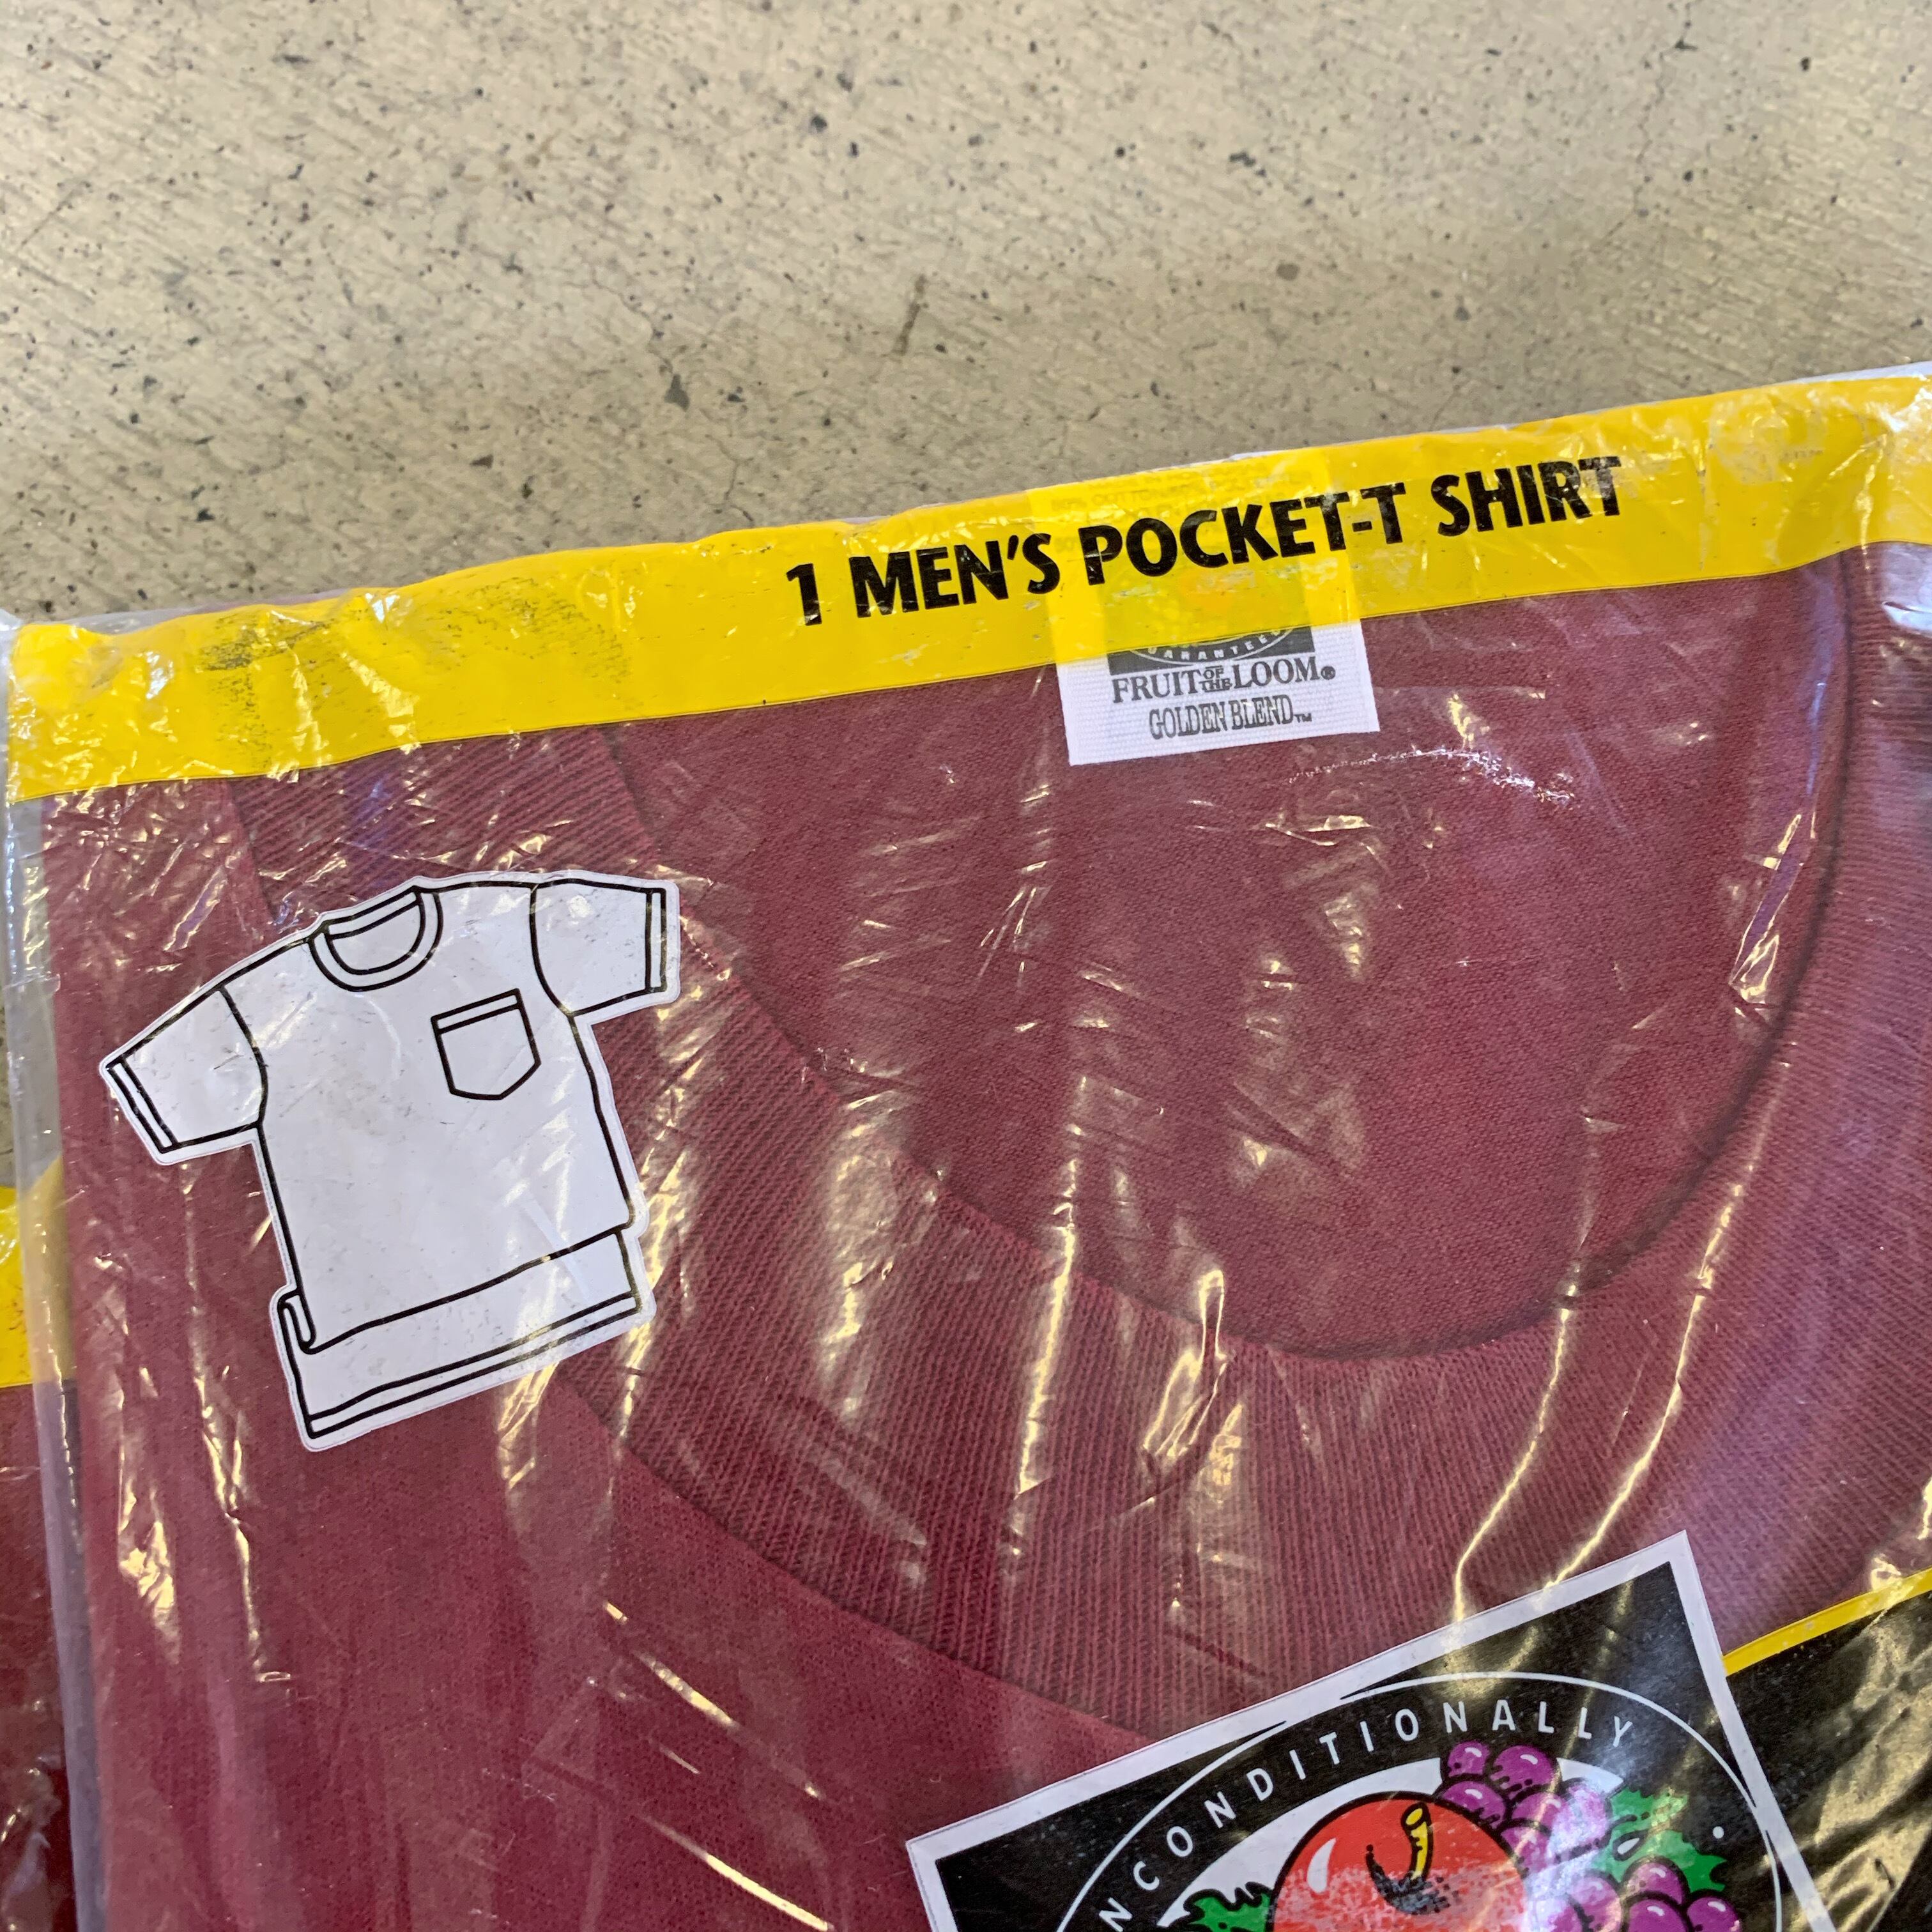 1 MEN'S POCKET-T SHIRT
FRUIT OF THE LOOM®
GOLDEN BLEND™
UNCONDITIONALLY